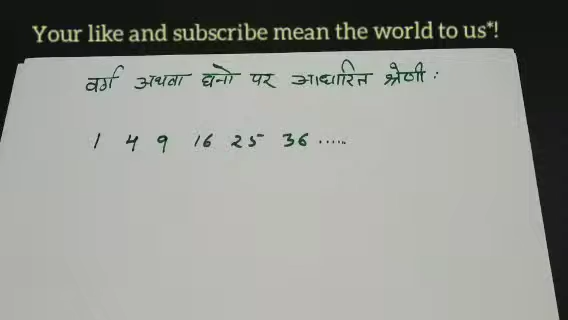 Your like and subscribe mean the world to us*!
वर्ग अथवा घनो पर आधारित श्रेणी :
1 4 9 16 25 36 .....